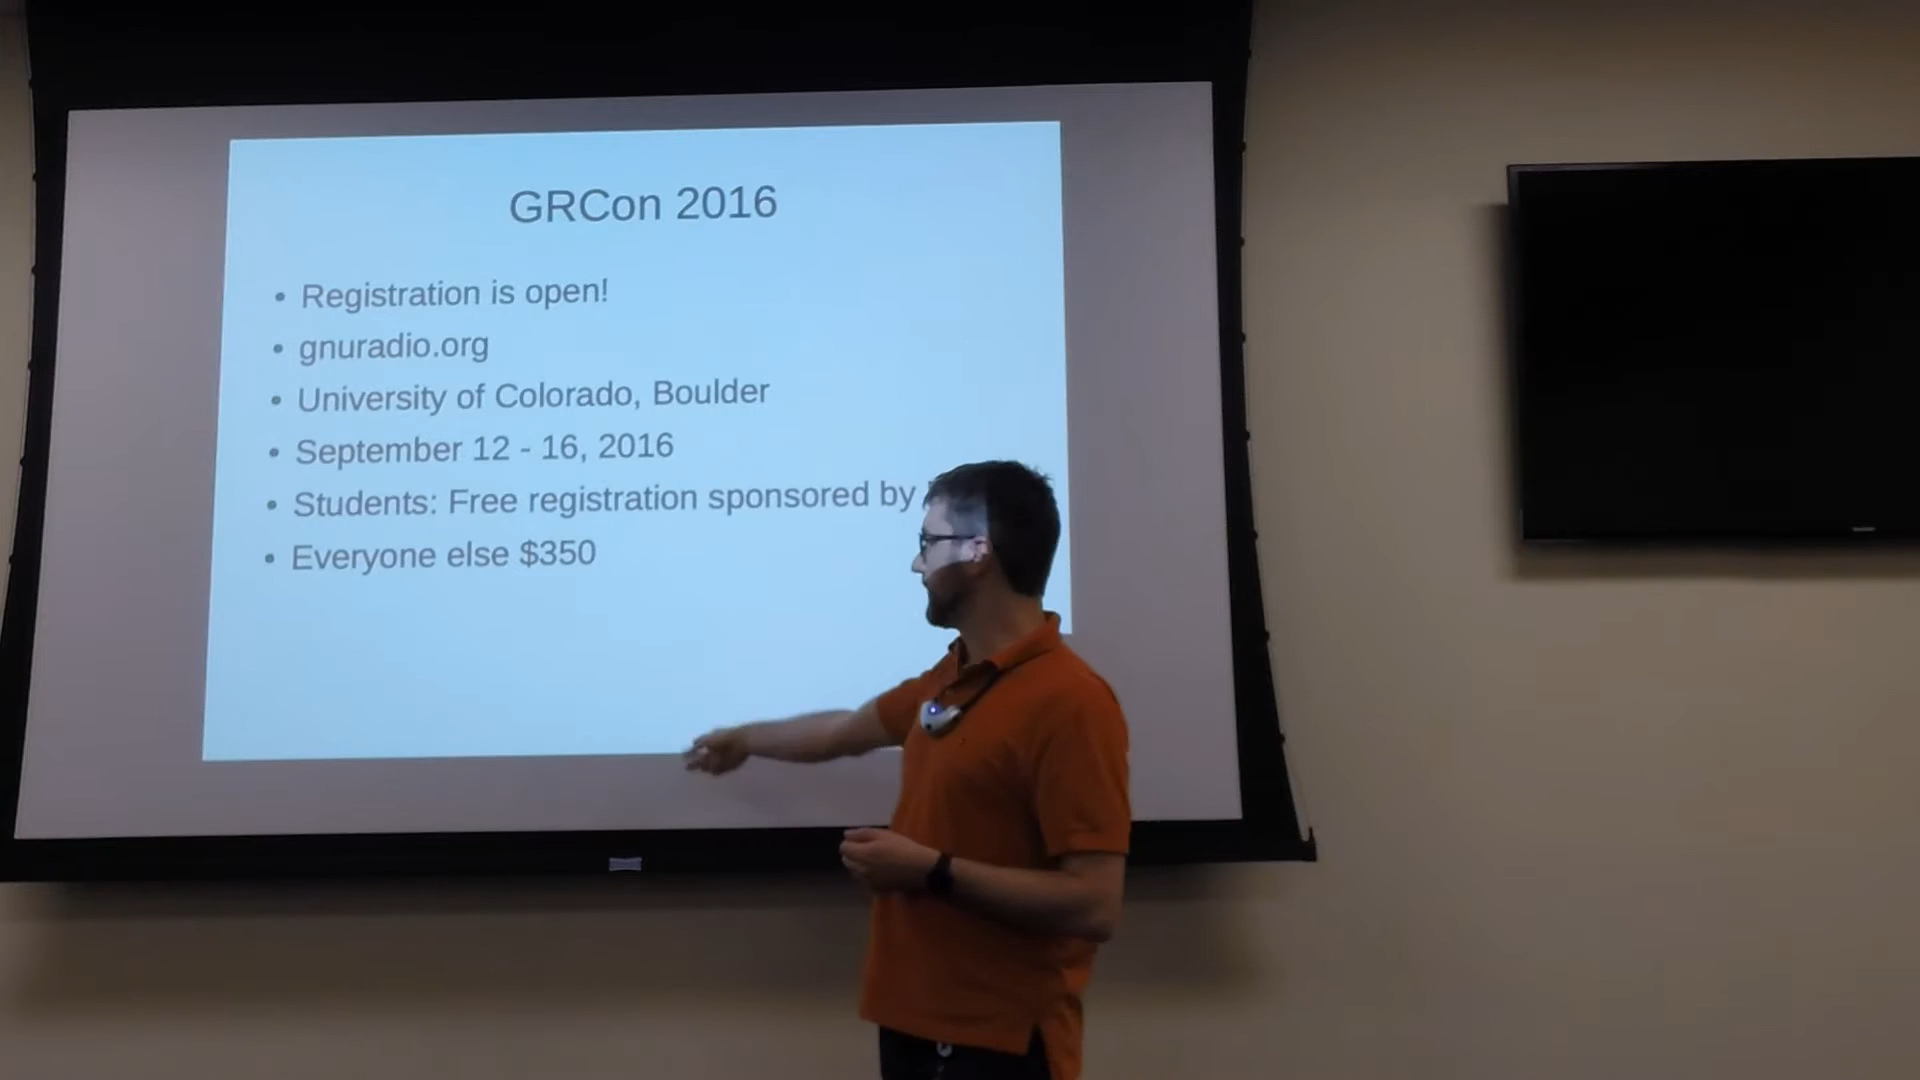 GRCon 2016
• Registration is open!
• gnuradio.org
• University of Colorado, Boulder
• September 12 - 16, 2016
• Students: Free registration sponsored by
• Everyone else $350